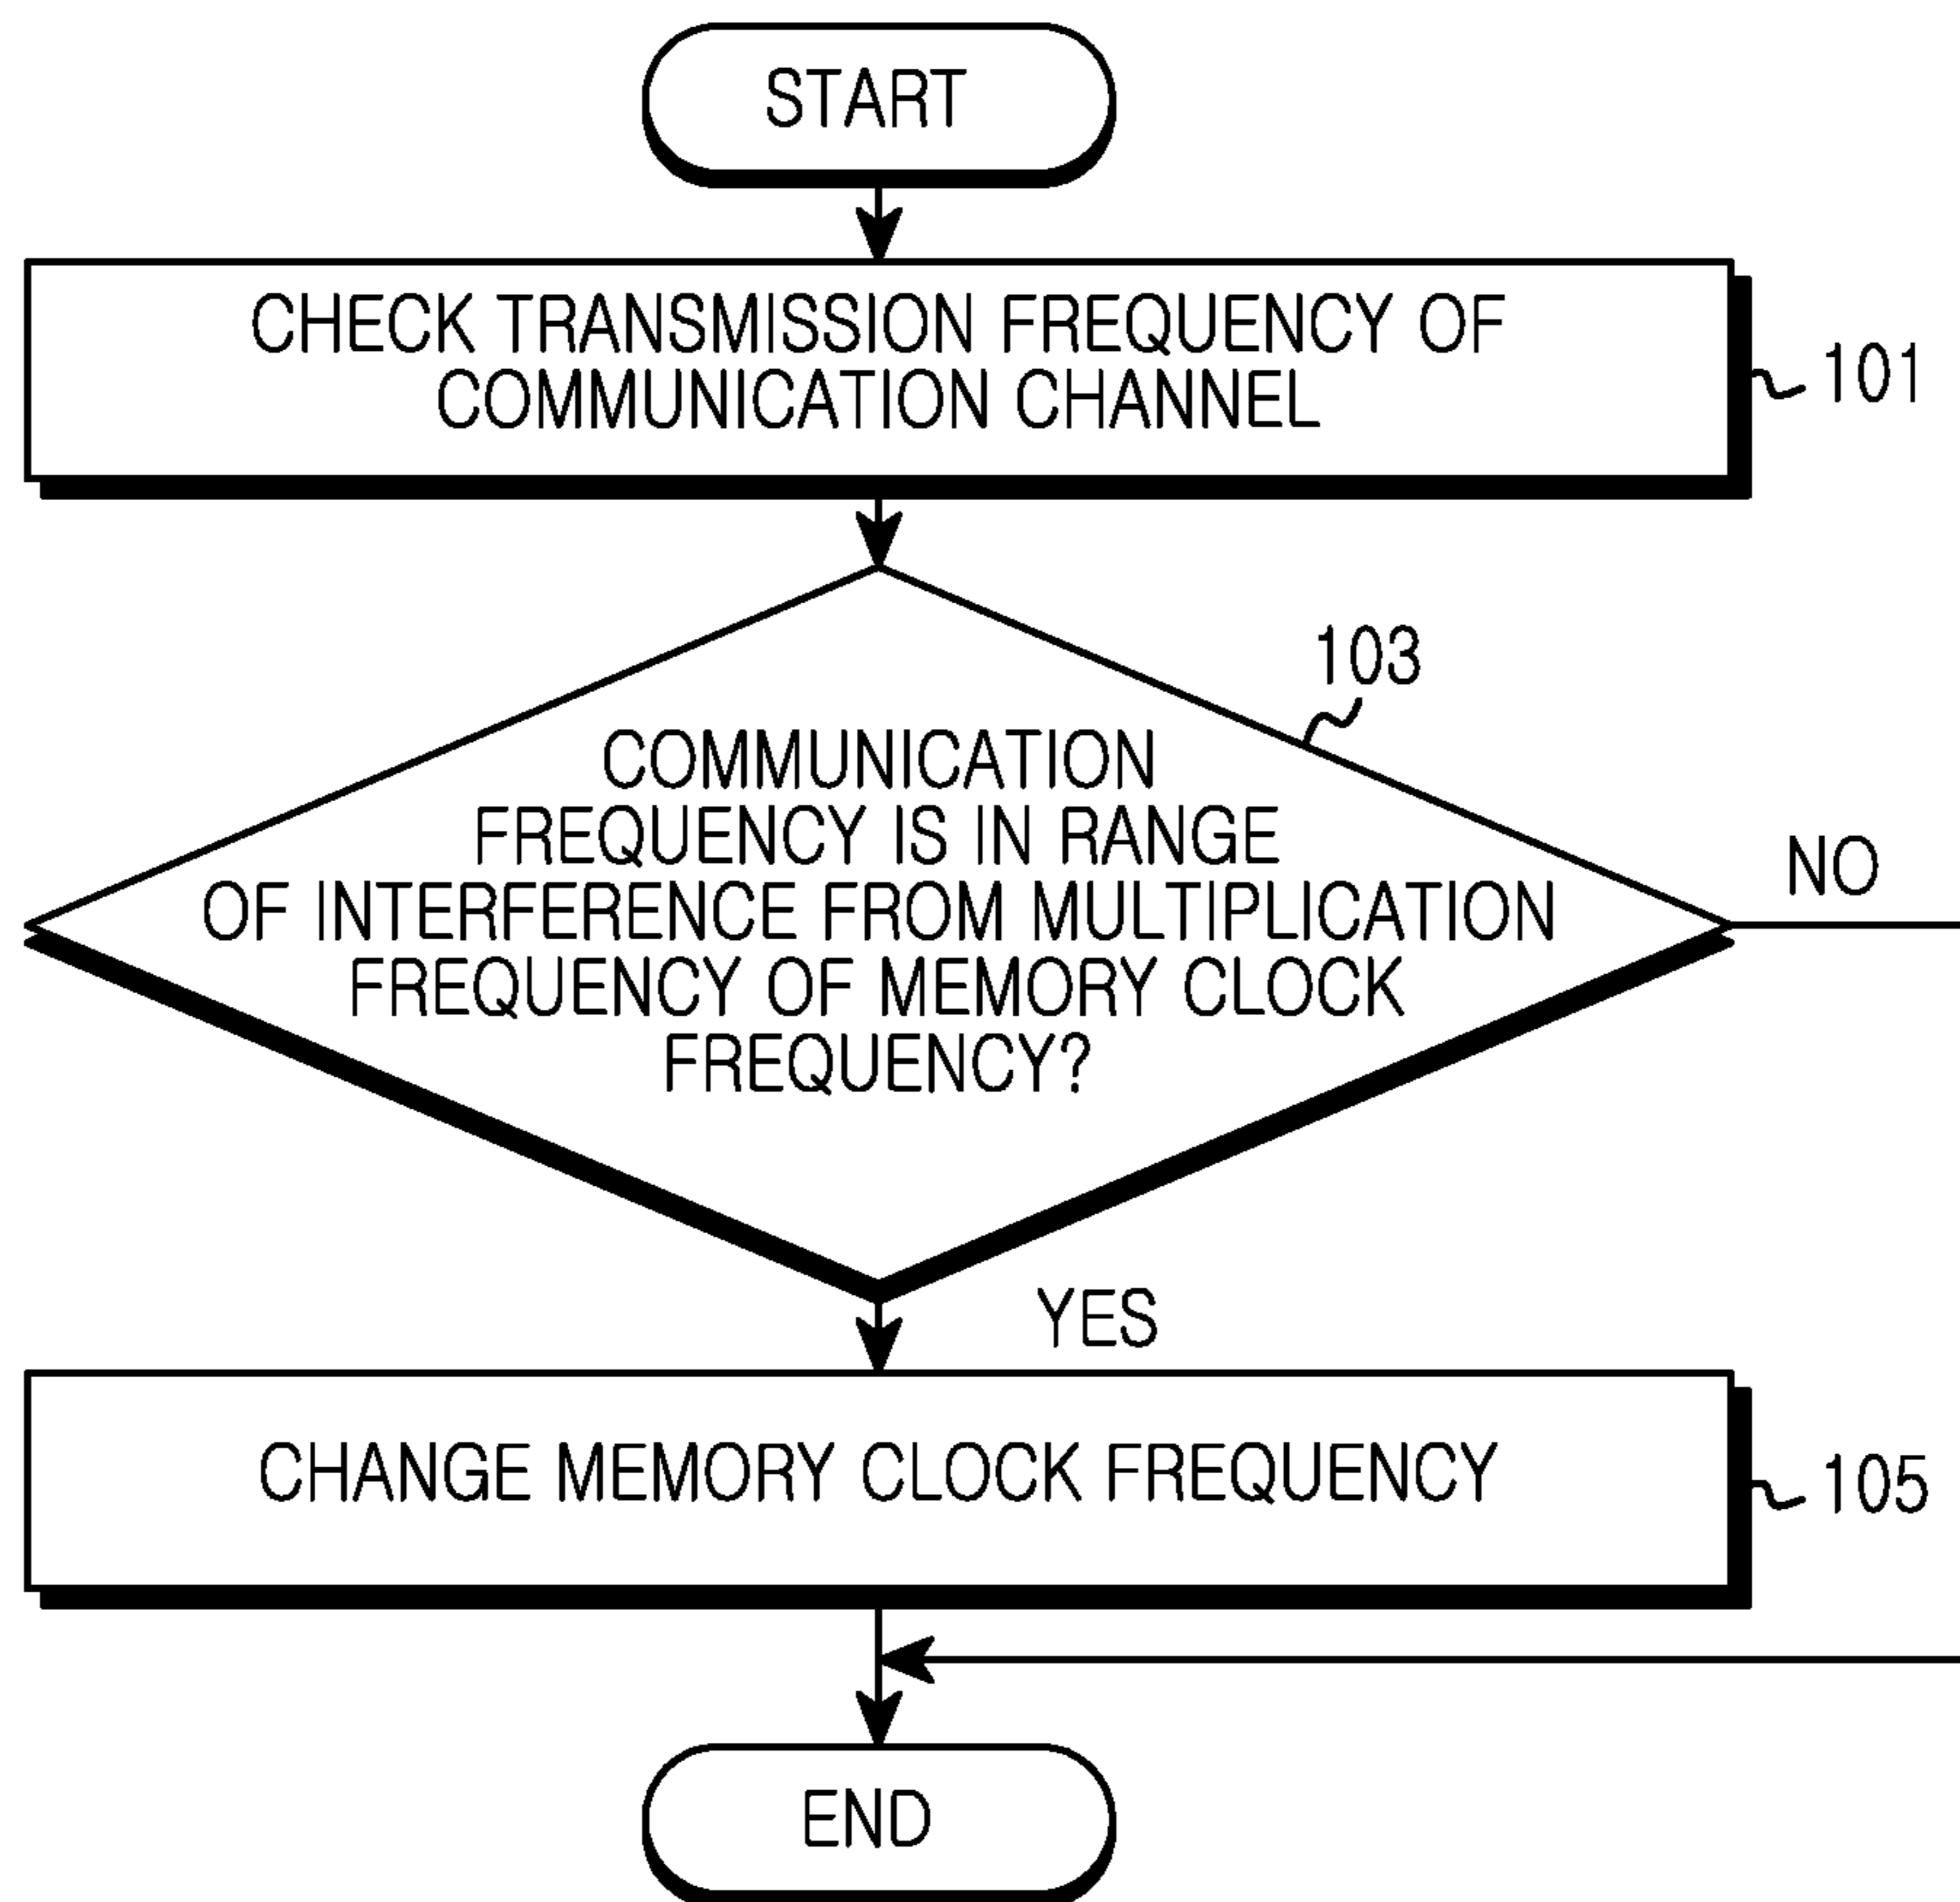 START
CHECK TRANSMISSION FREQUENCY OF
COMMUNICATION CHANNEL
101
103
COMMUNICATION
FREQUENCY IS IN RANGE
OF INTERFERENCE FROM MULTIPLICATION
FREQUENCY OF MEMORY CLOCK
FREQUENCY?
NO
YES
CHANGE MEMORY CLOCK FREQUENCY
105
END